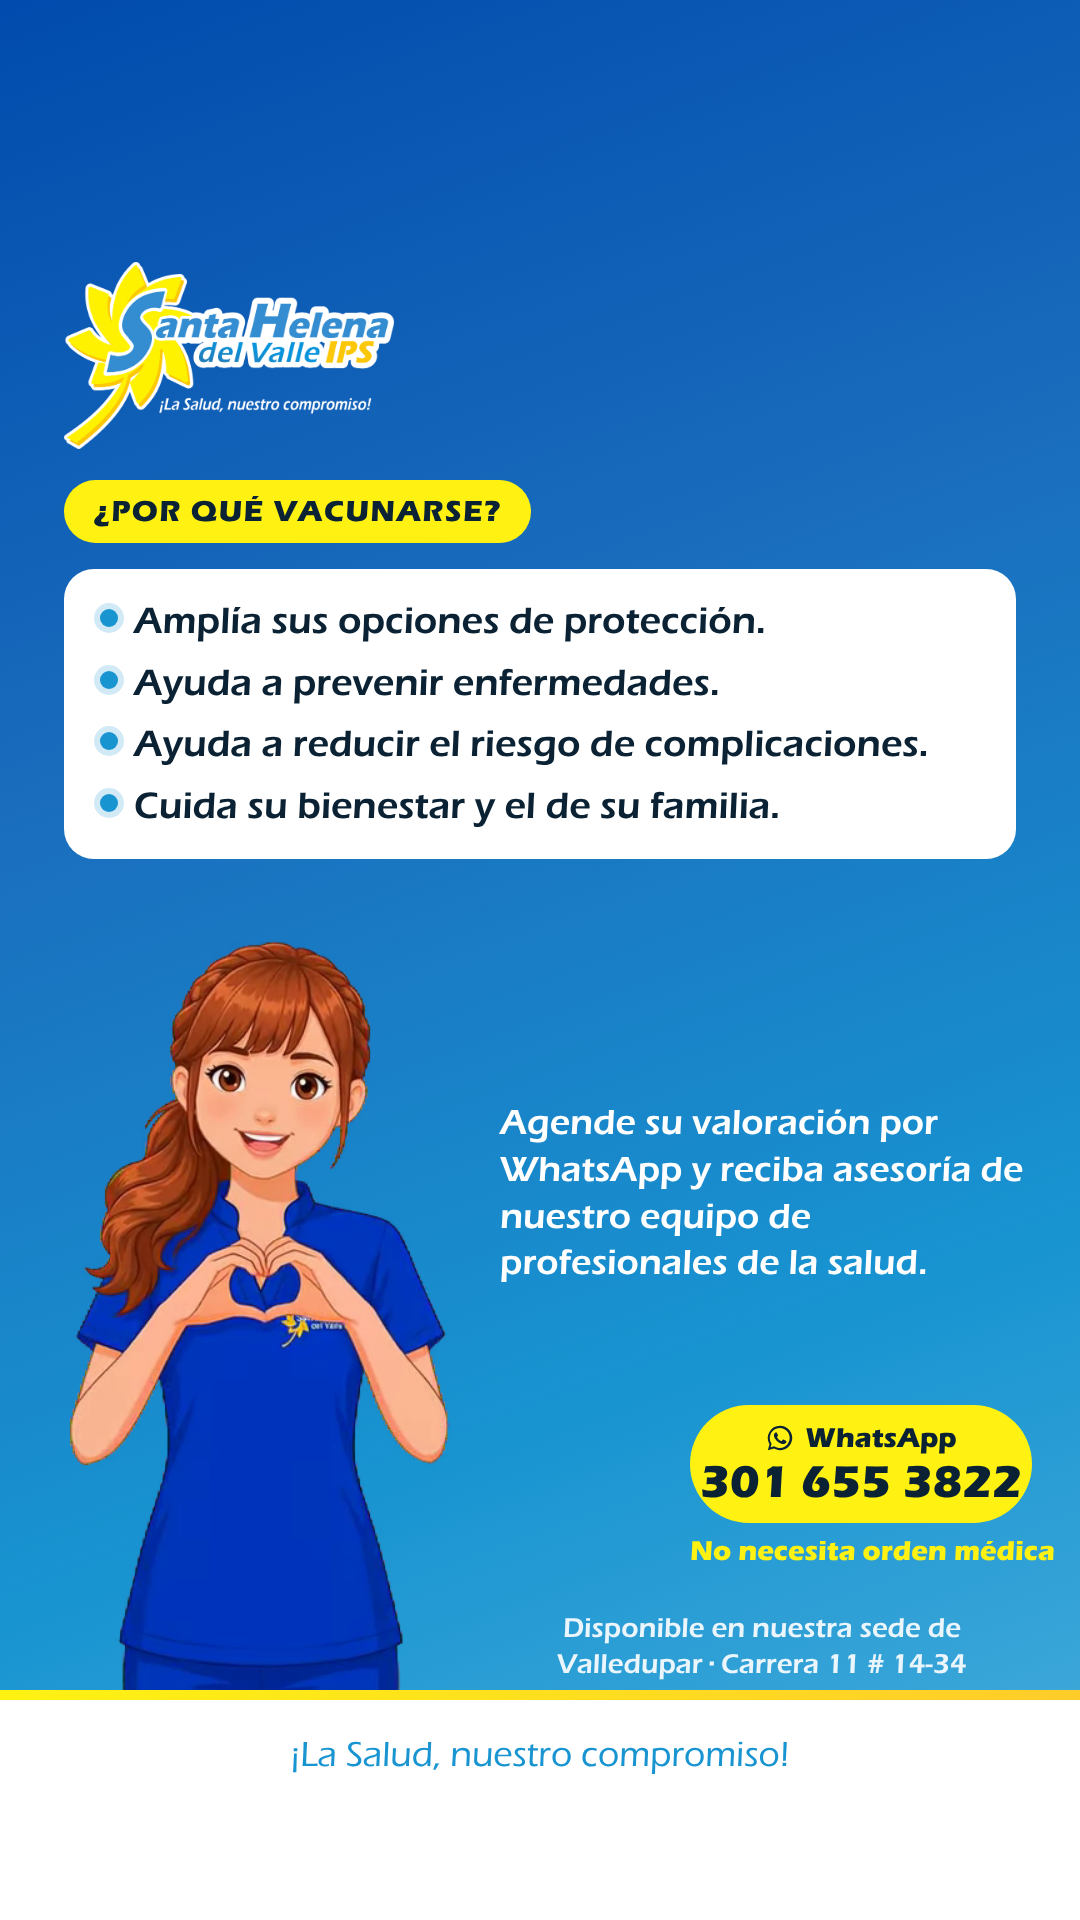 Santa Helena
del Valle IPS
¡La Salud, nuestro compromiso!
¿POR QUÉ VACUNARSE?
Amplía sus opciones de protección.
Ayuda a prevenir enfermedades.
Ayuda a reducir el riesgo de complicaciones.
Cuida su bienestar y el de su familia.
Agende su valoración por
WhatsApp y reciba asesoría de
nuestro equipo de
profesionales de la salud.
del Valle
WhatsApp
301 655 3822
No necesita orden médica
Disponible en nuestra sede de
Valledupar · Carrera 11 # 14-34
¡La Salud, nuestro compromiso!